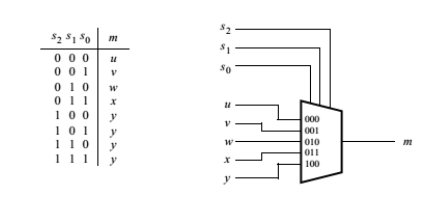 s2 s1 s0 m
0 0 0 u
0 0 1 v
0 1 0 w
0 1 1 x
1 0 0 y
1 0 1 y
1 1 0 y
1 1 1 y
s2
s1
s0
u
v
w
x
y
000
001
010
011
100
m